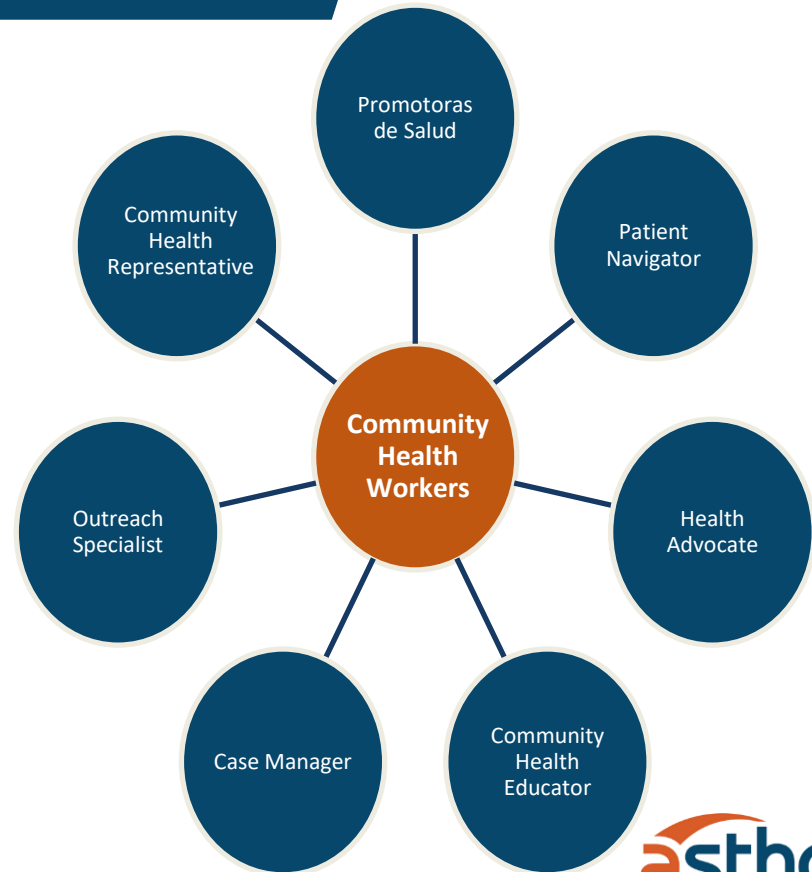 Promotoras
de Salud
Community
Health
Representative
Patient
Navigator
Community
Health
Workers
Outreach
Specialist
Health
Advocate
Case Manager
Community
Health
Educator